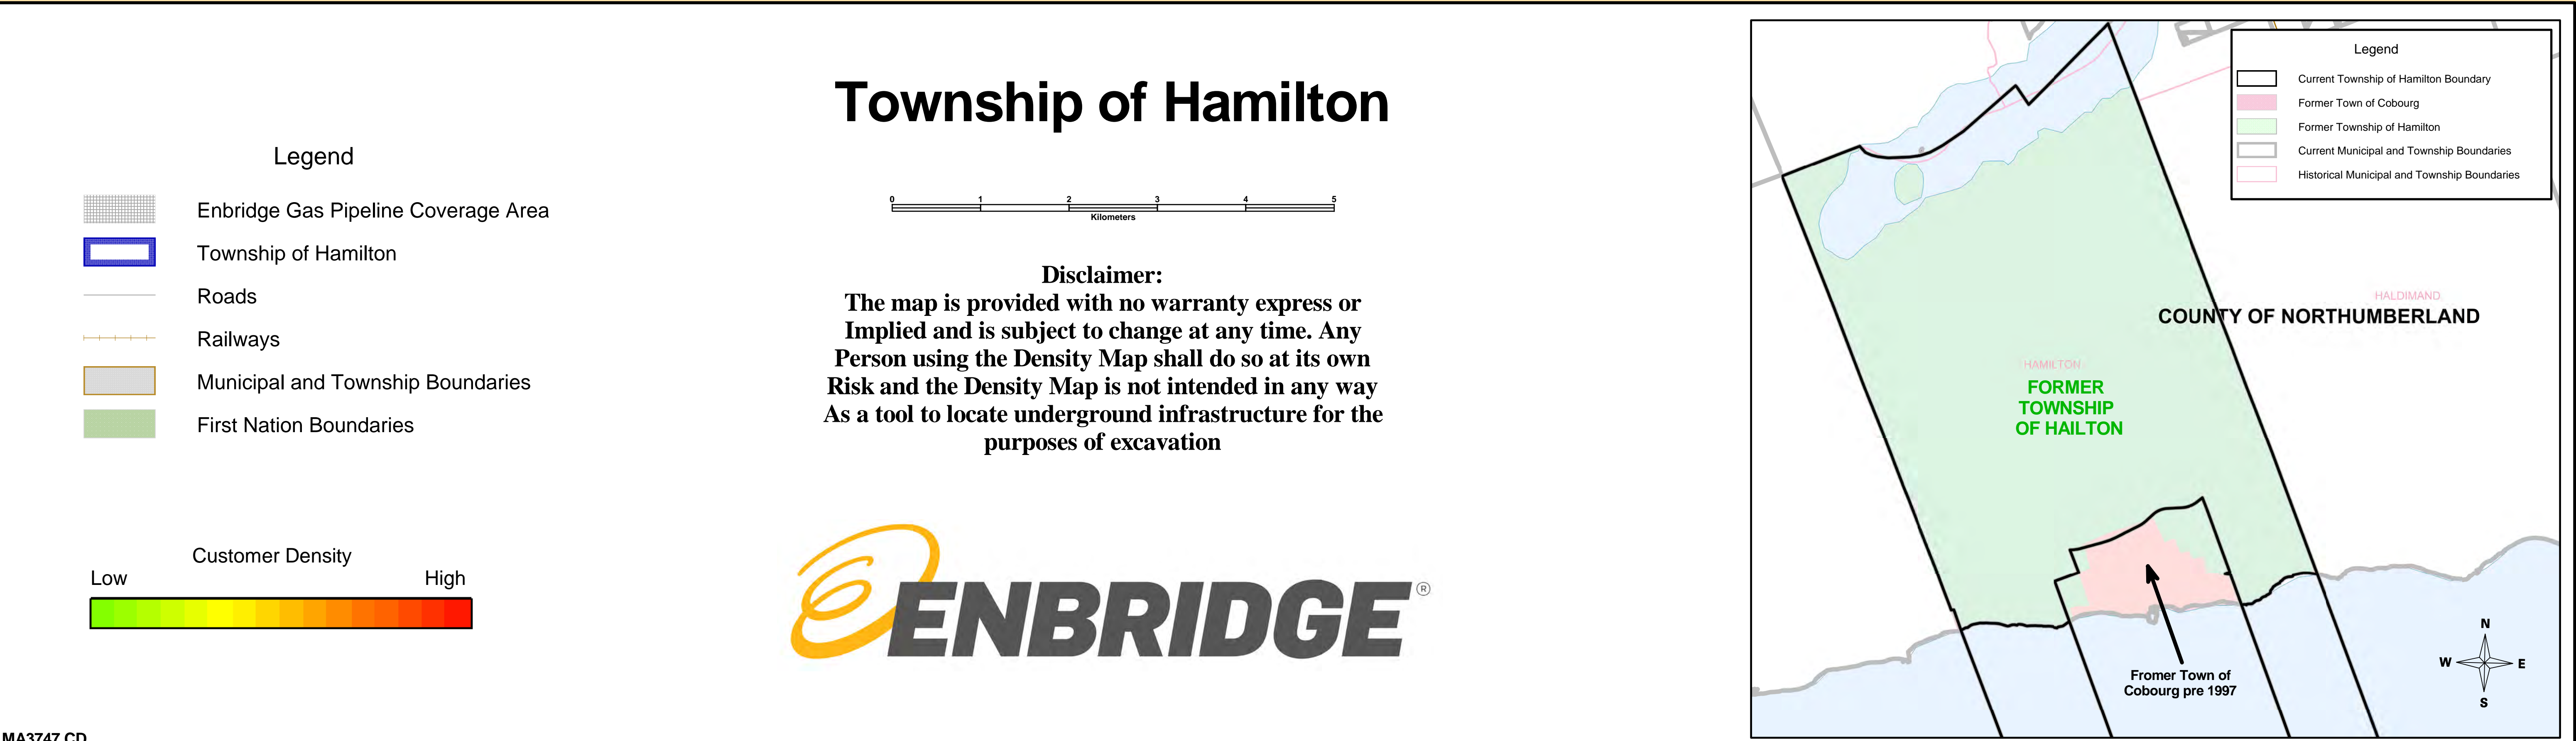 Township of Hamilton
Legend
Enbridge Gas Pipeline Coverage Area
Township of Hamilton
Roads
Railways
Municipal and Township Boundaries
First Nation Boundaries
Customer Density
Low High
MA3747 CD
0 1 2 3 4 5
Kilometers
Disclaimer:
The map is provided with no warranty express or
Implied and is subject to change at any time. Any
Person using the Density Map shall do so at its own
Risk and the Density Map is not intended in any way
As a tool to locate underground infrastructure for the
purposes of excavation
ENBRIDGE®
Legend
Current Township of Hamilton Boundary
Former Town of Cobourg
Former Township of Hamilton
Current Municipal and Township Boundaries
Historical Municipal and Township Boundaries
HALDIMAND
COUNTY OF NORTHUMBERLAND
HAMILTON
FORMER
TOWNSHIP
OF HAILTON
Fromer Town of
Cobourg pre 1997
N
W E
S